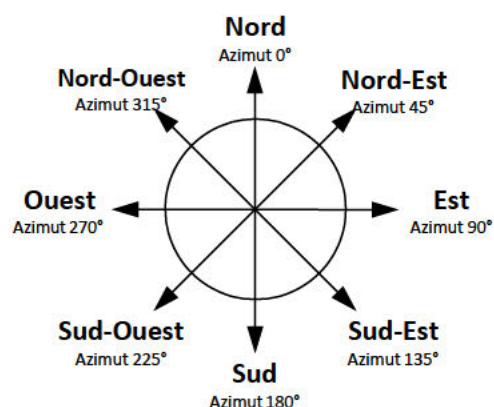 Nord
Azimut 0°
Nord-Ouest
Azimut 315°
Nord-Est
Azimut 45°
Ouest
Azimut 270°
Est
Azimut 90°
Sud-Ouest
Azimut 225°
Sud-Est
Azimut 135°
Sud
Azimut 180°